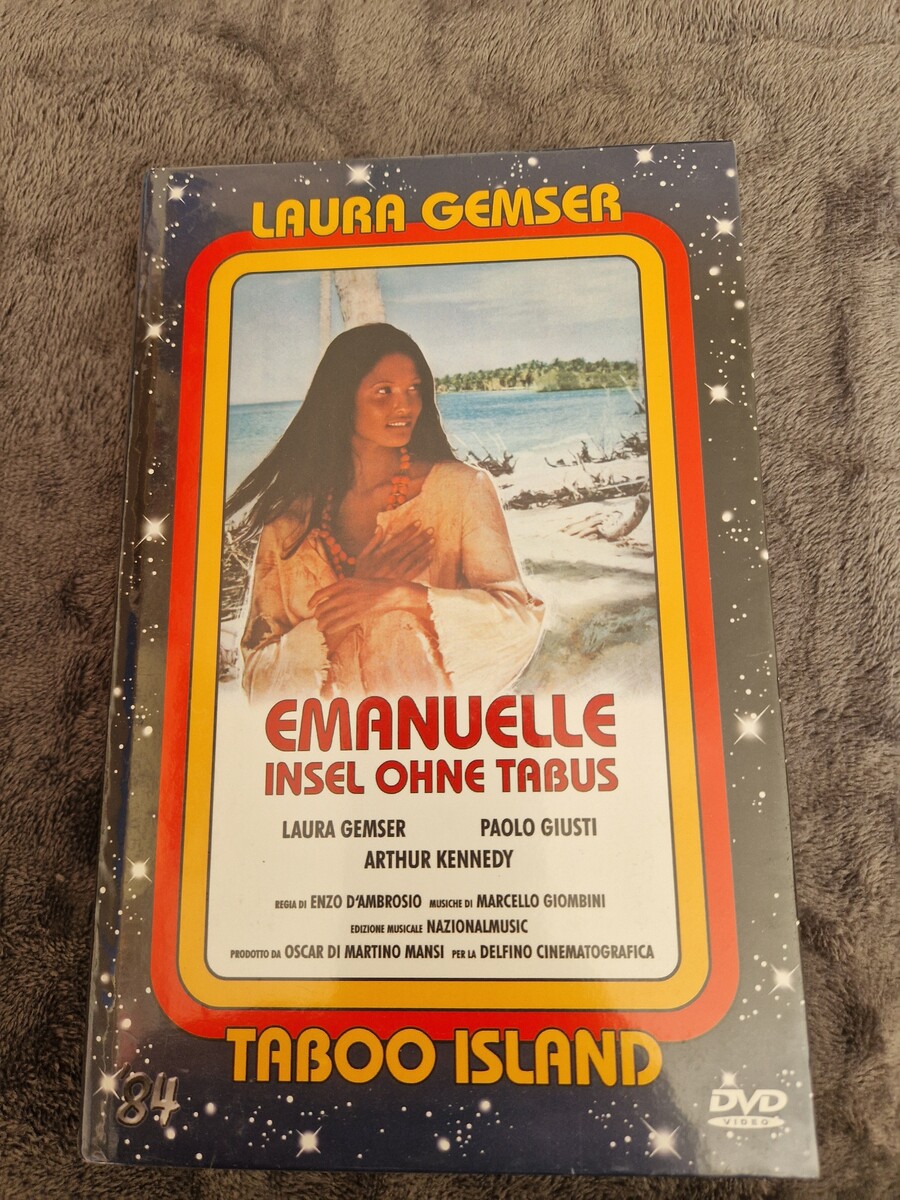 LAURA GEMSER
EMANUELLE
INSEL OHNE TABUS
LAURA GEMSER PAOLO GIUSTI
ARTHUR KENNEDY
REGIA DI ENZO D'AMBROSIO MUSICHE DI MARCELLO GIOMBINI
EDIZIONE MUSICALE NAZIONALMUSIC
PRODOTTO DA OSCAR DI MARTINO MANSI PER LA DELFINO CINEMATOGRAFICA
TABOO ISLAND
'84
DVD
VIDEO